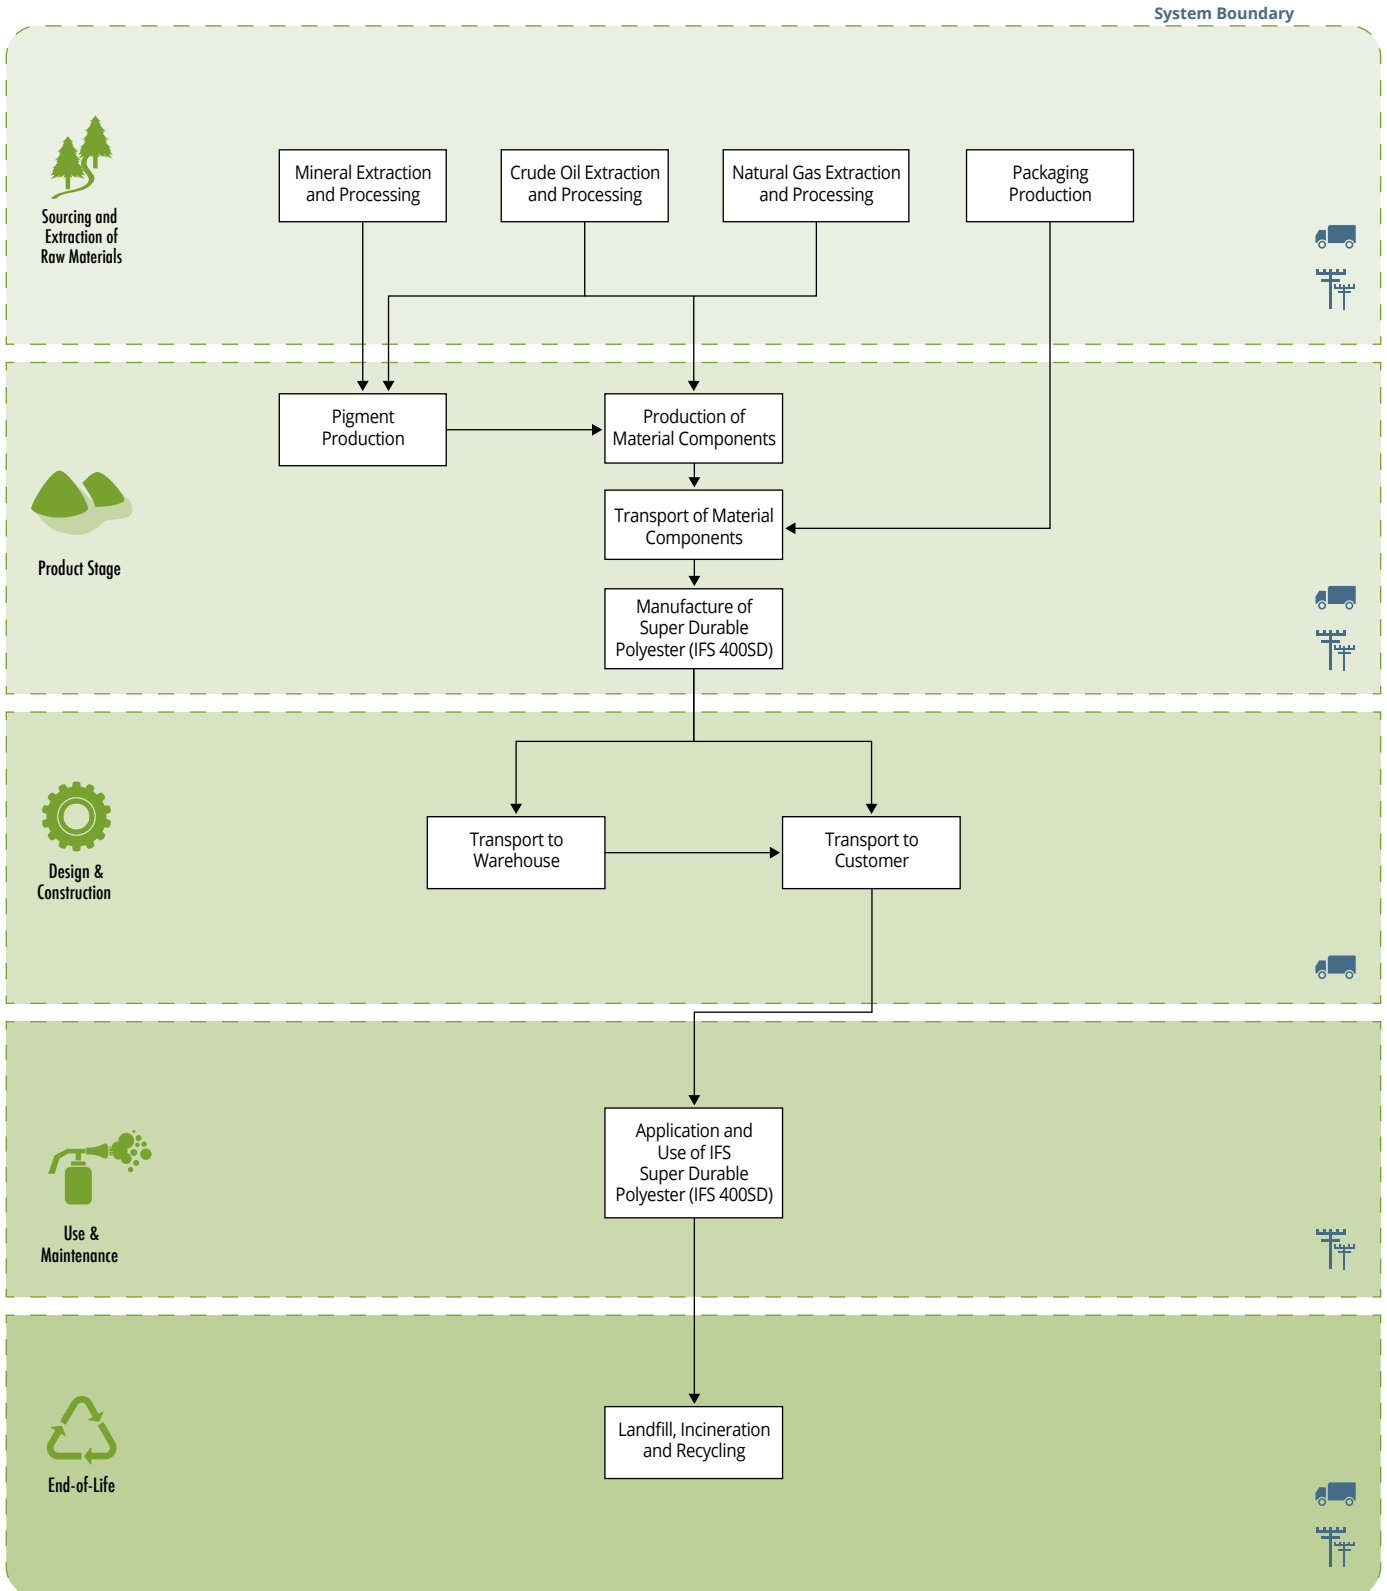 System Boundary
Mineral Extraction
and Processing
Crude Oil Extraction
and Processing
Natural Gas Extraction
and Processing
Packaging
Production
Sourcing and
Extraction of
Raw Materials
Pigment
Production
Production of
Material Components
Transport of Material
Components
Product Stage
Manufacture of
Super Durable
Polyester (IFS 400SD)
Transport to
Warehouse
Transport to
Customer
Design &
Construction
Application and
Use of IFS
Super Durable
Polyester (IFS 400SD)
Use &
Maintenance
Landfill, Incineration
and Recycling
End-of-Life